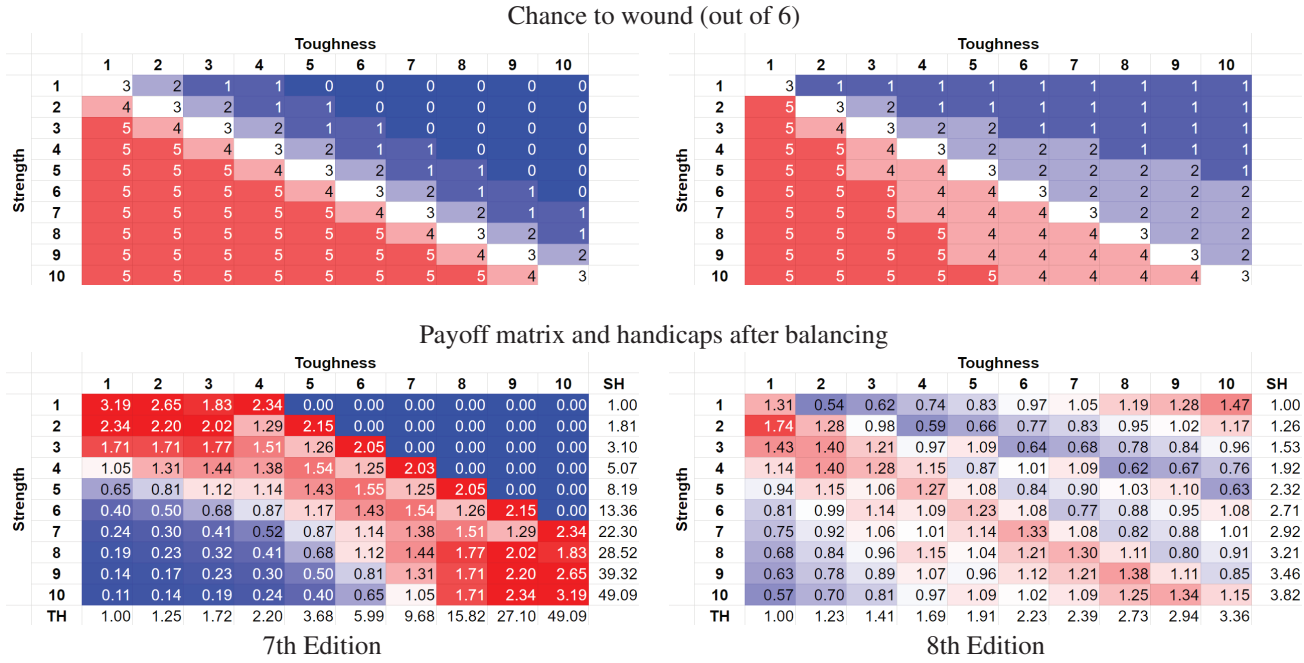 Chance to wound (out of 6)
Toughness
1 2 3 4 5 6 7 8 9 10
Strength
1 3 2 1 1 0 0 0 0 0 0
2 4 3 2 1 1 0 0 0 0 0
3 5 4 3 2 1 1 0 0 0 0
4 5 5 4 3 2 1 1 0 0 0
5 5 5 5 4 3 2 1 1 0 0
6 5 5 5 5 4 3 2 1 1 0
7 5 5 5 5 5 4 3 2 1 1
8 5 5 5 5 5 5 4 3 2 1
9 5 5 5 5 5 5 5 4 3 2
10 5 5 5 5 5 5 5 5 4 3
Toughness
1 2 3 4 5 6 7 8 9 10
Strength
1 3 1 1 1 1 1 1 1 1 1
2 5 3 2 1 1 1 1 1 1 1
3 5 4 3 2 2 1 1 1 1 1
4 5 5 4 3 2 2 2 1 1 1
5 5 5 4 4 3 2 2 2 2 1
6 5 5 5 4 4 3 2 2 2 2
7 5 5 5 4 4 4 3 2 2 2
8 5 5 5 5 4 4 4 3 2 2
9 5 5 5 5 4 4 4 4 3 2
10 5 5 5 5 5 4 4 4 4 3
Payoff matrix and handicaps after balancing
Toughness
1 2 3 4 5 6 7 8 9 10 SH
Strength
1 3.19 2.65 1.83 2.34 0.00 0.00 0.00 0.00 0.00 0.00 1.00
2 2.34 2.20 2.02 1.29 2.15 0.00 0.00 0.00 0.00 0.00 1.81
3 1.71 1.71 1.77 1.51 1.26 2.05 0.00 0.00 0.00 0.00 3.10
4 1.05 1.31 1.44 1.38 1.54 1.25 2.03 0.00 0.00 0.00 5.07
5 0.65 0.81 1.12 1.14 1.43 1.55 1.25 2.05 0.00 0.00 8.19
6 0.40 0.50 0.68 0.87 1.17 1.43 1.54 1.26 2.15 0.00 13.36
7 0.24 0.30 0.41 0.52 0.87 1.14 1.38 1.51 1.29 2.34 22.30
8 0.19 0.23 0.32 0.41 0.68 1.12 1.44 1.77 2.02 1.83 28.52
9 0.14 0.17 0.23 0.30 0.50 0.81 1.31 1.71 2.20 2.65 39.32
10 0.11 0.14 0.19 0.24 0.40 0.65 1.05 1.71 2.34 3.19 49.09
TH 1.00 1.25 1.72 2.20 3.68 5.99 9.68 15.82 27.10 49.09
7th Edition
Toughness
1 2 3 4 5 6 7 8 9 10 SH
Strength
1 1.31 0.54 0.62 0.74 0.83 0.97 1.05 1.19 1.28 1.47 1.00
2 1.74 1.28 0.98 0.59 0.66 0.77 0.83 0.95 1.02 1.17 1.26
3 1.43 1.40 1.21 0.97 1.09 0.64 0.68 0.78 0.84 0.96 1.53
4 1.14 1.40 1.28 1.15 0.87 1.01 1.09 0.62 0.67 0.76 1.92
5 0.94 1.15 1.06 1.27 1.08 0.84 0.90 1.03 1.10 0.63 2.32
6 0.81 0.99 1.14 1.09 1.23 1.08 0.77 0.88 0.95 1.08 2.71
7 0.75 0.92 1.06 1.01 1.14 1.33 1.08 0.82 0.88 1.01 2.92
8 0.68 0.84 0.96 1.15 1.04 1.21 1.30 1.11 0.80 0.91 3.21
9 0.63 0.78 0.89 1.07 0.96 1.12 1.21 1.38 1.11 0.85 3.46
10 0.57 0.70 0.81 0.97 1.09 1.02 1.09 1.25 1.34 1.15 3.82
TH 1.00 1.23 1.41 1.69 1.91 2.23 2.39 2.73 2.94 3.36
8th Edition